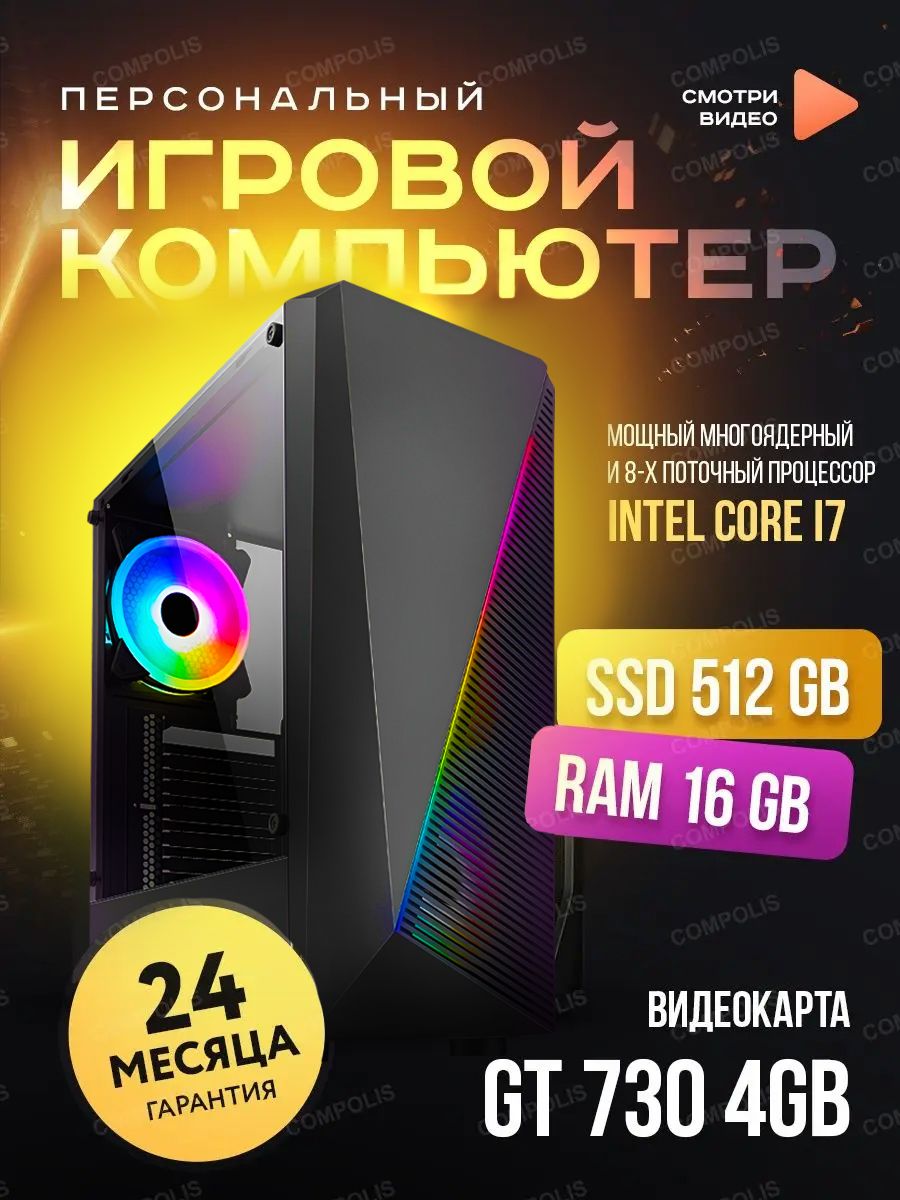 ПЕРСОНАЛЬНЫЙ
ИГРОВОЙ
КОМПЬЮТЕР
СМОТРИ
ВИДЕО
МОЩНЫЙ МНОГОЯДЕРНЫЙ
И 8-Х ПОТОЧНЫЙ ПРОЦЕССОР
INTEL CORE I7
SSD 512 GB
RAM 16 GB
24
МЕСЯЦА
ГАРАНТИЯ
ВИДЕОКАРТА
GT 730 4GB
COMPOLIS